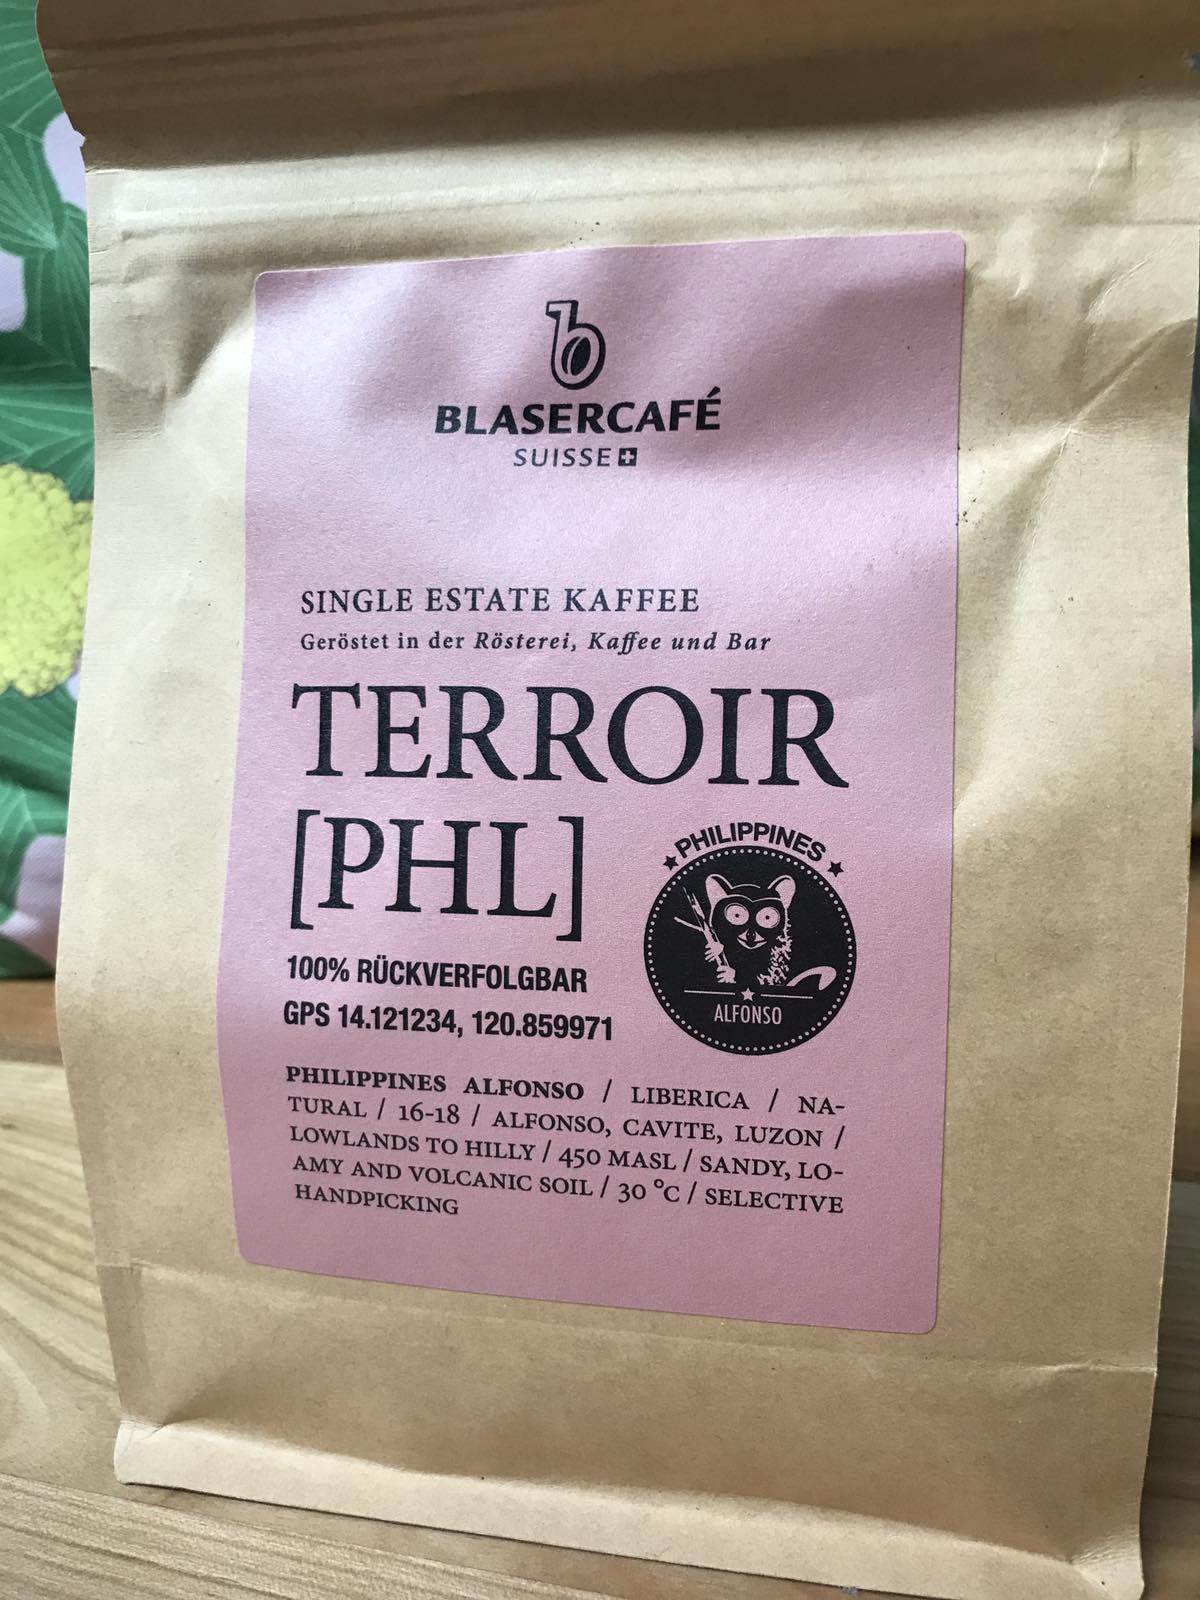 BLASERCAFÉ
SUISSE
SINGLE ESTATE KAFFEE
Geröstet in der Rösterei, Kaffee und Bar
TERROIR
[PHL]
PHILIPPINES
ALFONSO
100% RÜCKVERFOLGBAR
GPS 14.121234, 120.859971
PHILIPPINES ALFONSO / LIBERICA / NA-
TURAL / 16-18 / ALFONSO, CAVITE, LUZON /
LOWLANDS TO HILLY / 450 MASL / SANDY, LO-
AMY AND VOLCANIC SOIL / 30 °C / SELECTIVE
HANDPICKING